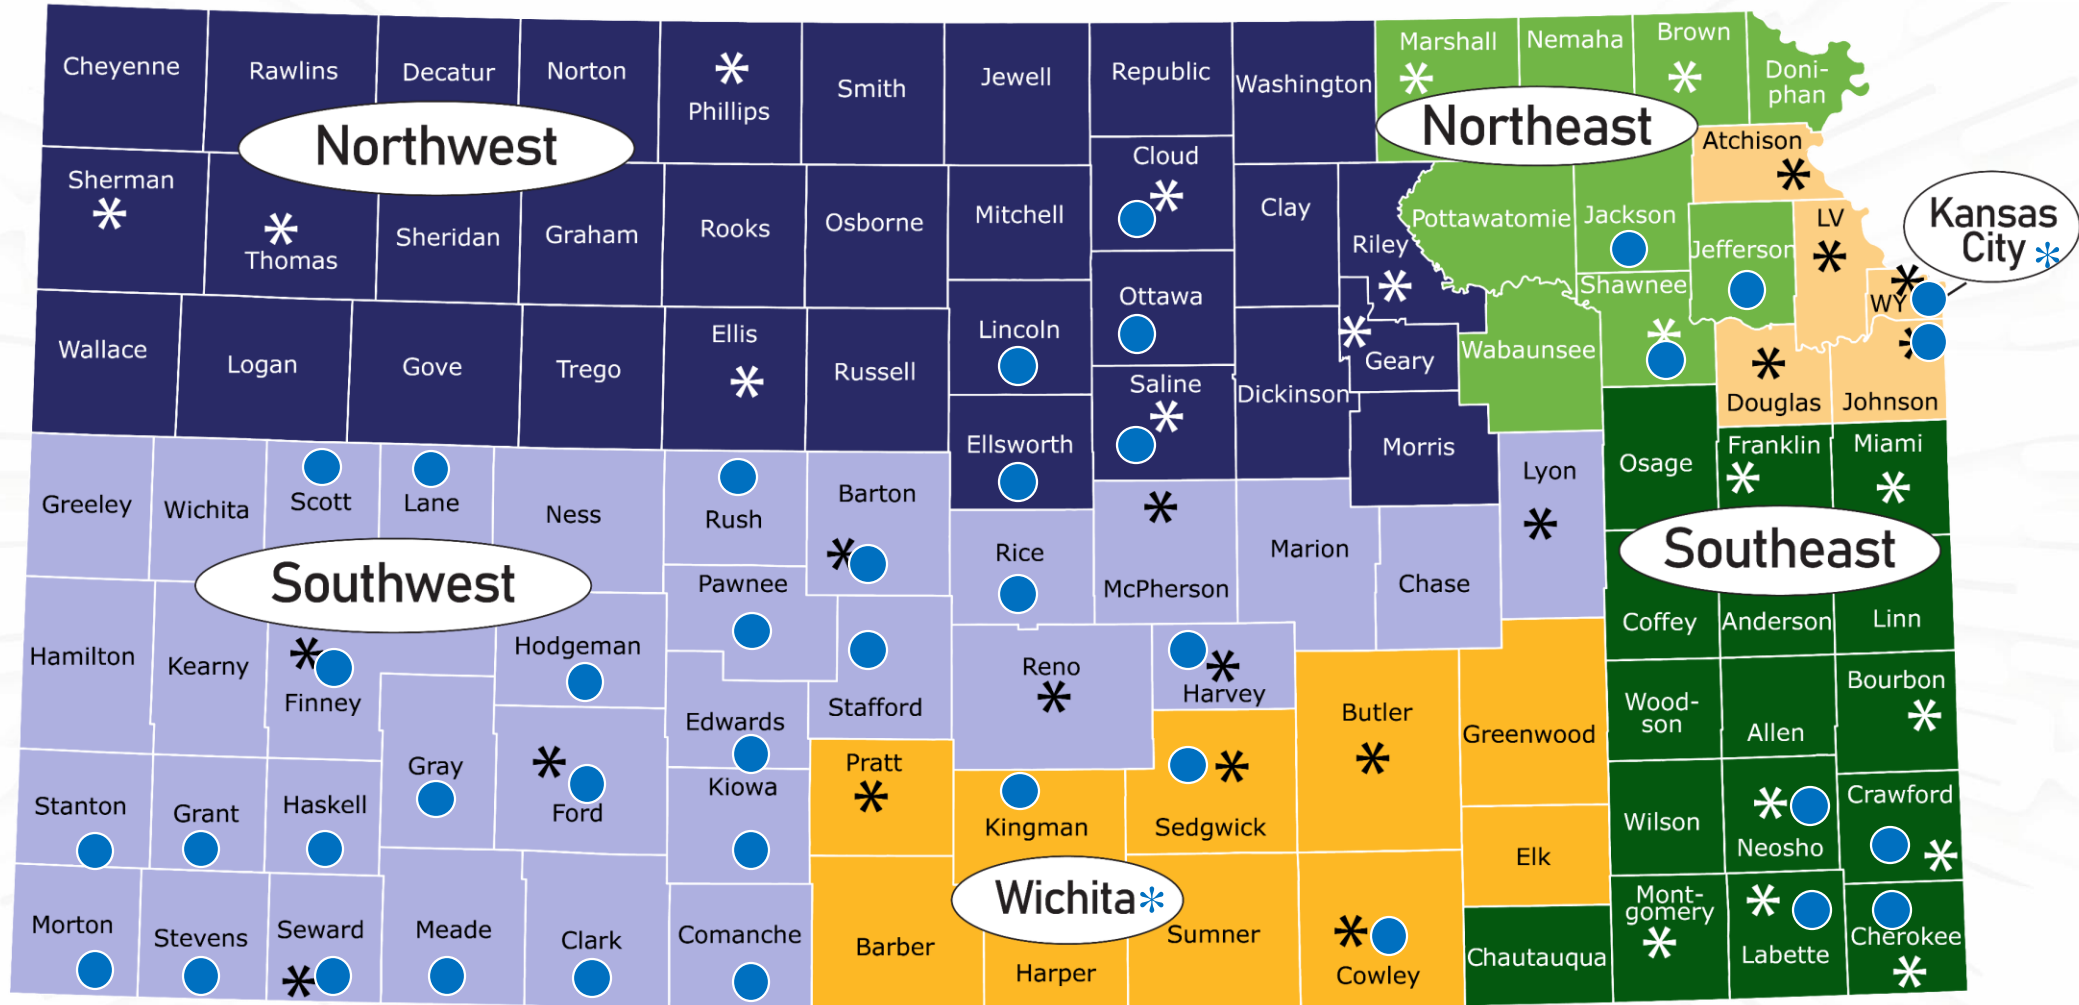 Cheyenne
Rawlins
Decatur
Norton
*
Phillips
Smith
Jewell
Republic
Washington
Marshall
*
Nemaha
Brown
*
Doni-
phan
Northwest
Northeast
Sherman
*
*
Thomas
Sheridan
Graham
Rooks
Osborne
Mitchell
Cloud
*
Clay
Riley
*
Pottawatomie
Jackson
Jefferson
Atchison
*
LV
*
Kansas
City *
Wallace
Logan
Gove
Trego
Ellis
*
Russell
Lincoln
Ottawa
Saline
*
Dickinson
*
Geary
Wabaunsee
Shawnee
*
*
WY
*
Douglas
*
Johnson
Ellsworth
Morris
Greeley
Wichita
Scott
Lane
Ness
Rush
Barton
*
Rice
*
McPherson
Marion
Chase
Lyon
*
Osage
Franklin
*
Miami
*
Southwest
Southeast
Hamilton
Kearny
*
Finney
Hodgeman
Pawnee
Edwards
Stafford
Reno
*
*
Harvey
Butler
*
Greenwood
Coffey
Anderson
Linn
Wood-
son
Allen
Bourbon
*
Stanton
Grant
Haskell
Gray
*
Ford
Kiowa
Pratt
*
Kingman
*
Sedgwick
Elk
Wilson
*
Neosho
Crawford
*
Wichita*
Morton
Stevens
Seward
*
Meade
Clark
Comanche
Barber
Harper
Sumner
*
Cowley
Chautauqua
Mont-
gomery
*
*
Labette
Cherokee
*